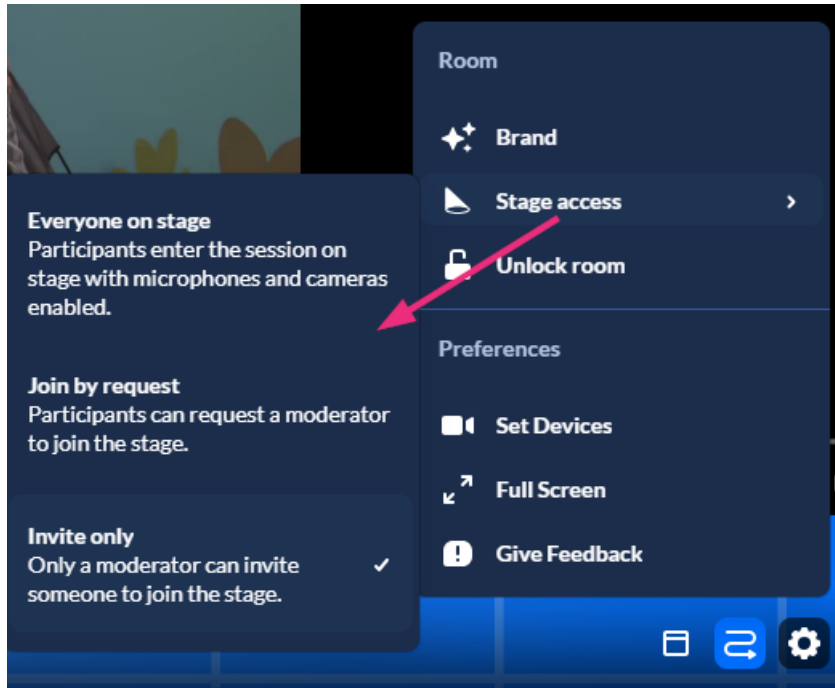 Room
Brand
Stage access
Unlock room
Preferences
Set Devices
Full Screen
Give Feedback
Everyone on stage
Participants enter the session on
stage with microphones and cameras
enabled.
Join by request
Participants can request a moderator
to join the stage.
Invite only
Only a moderator can invite
someone to join the stage.